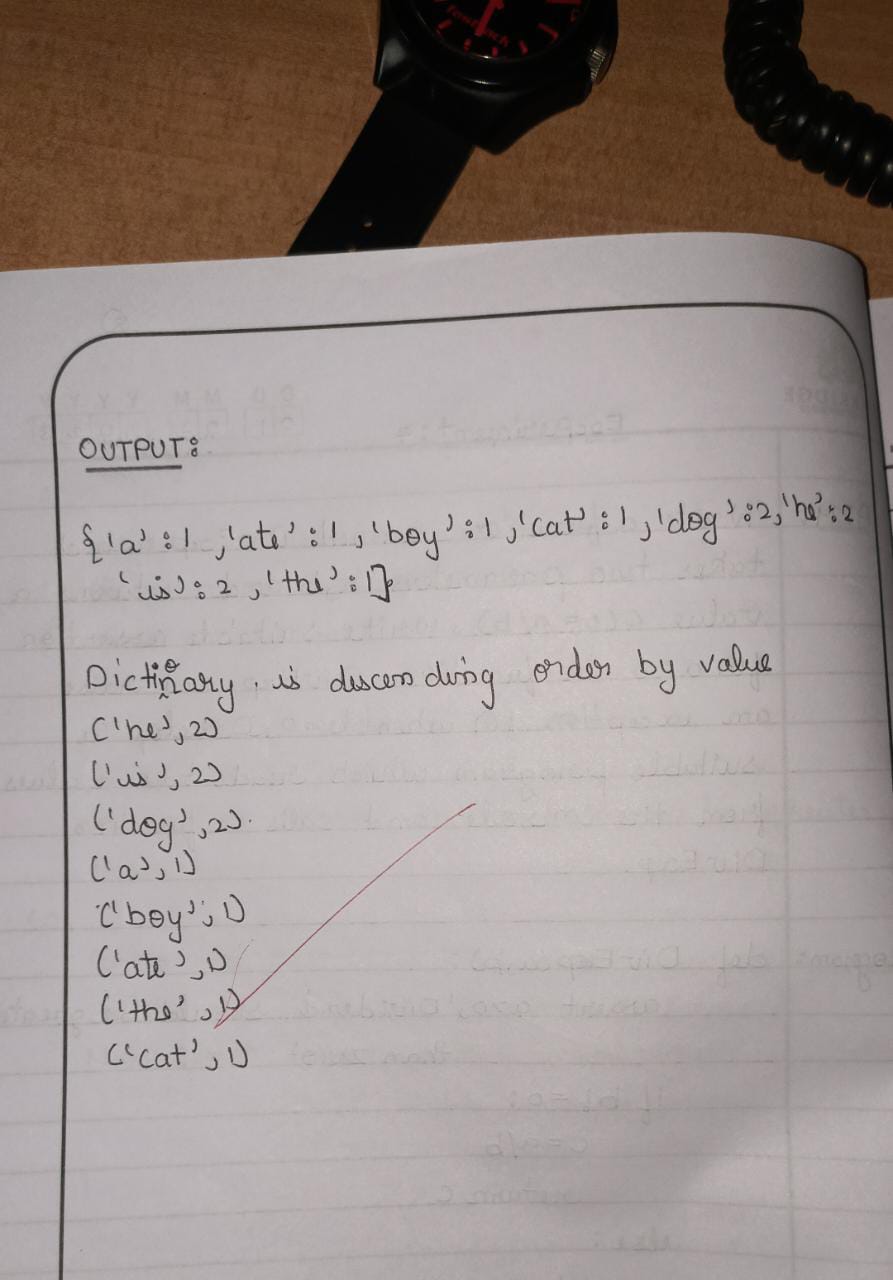 OUTPUT:
{'a':1,'ate':1,'boy':1,'cat':1,'dog':2,'he':2
'is':2,'the':1}
Dictionary is descending order by value
('he',2)
('is',2)
('dog',2).
('a',1)
('boy',1)
('ate',1)
('the',1)
('cat',1)